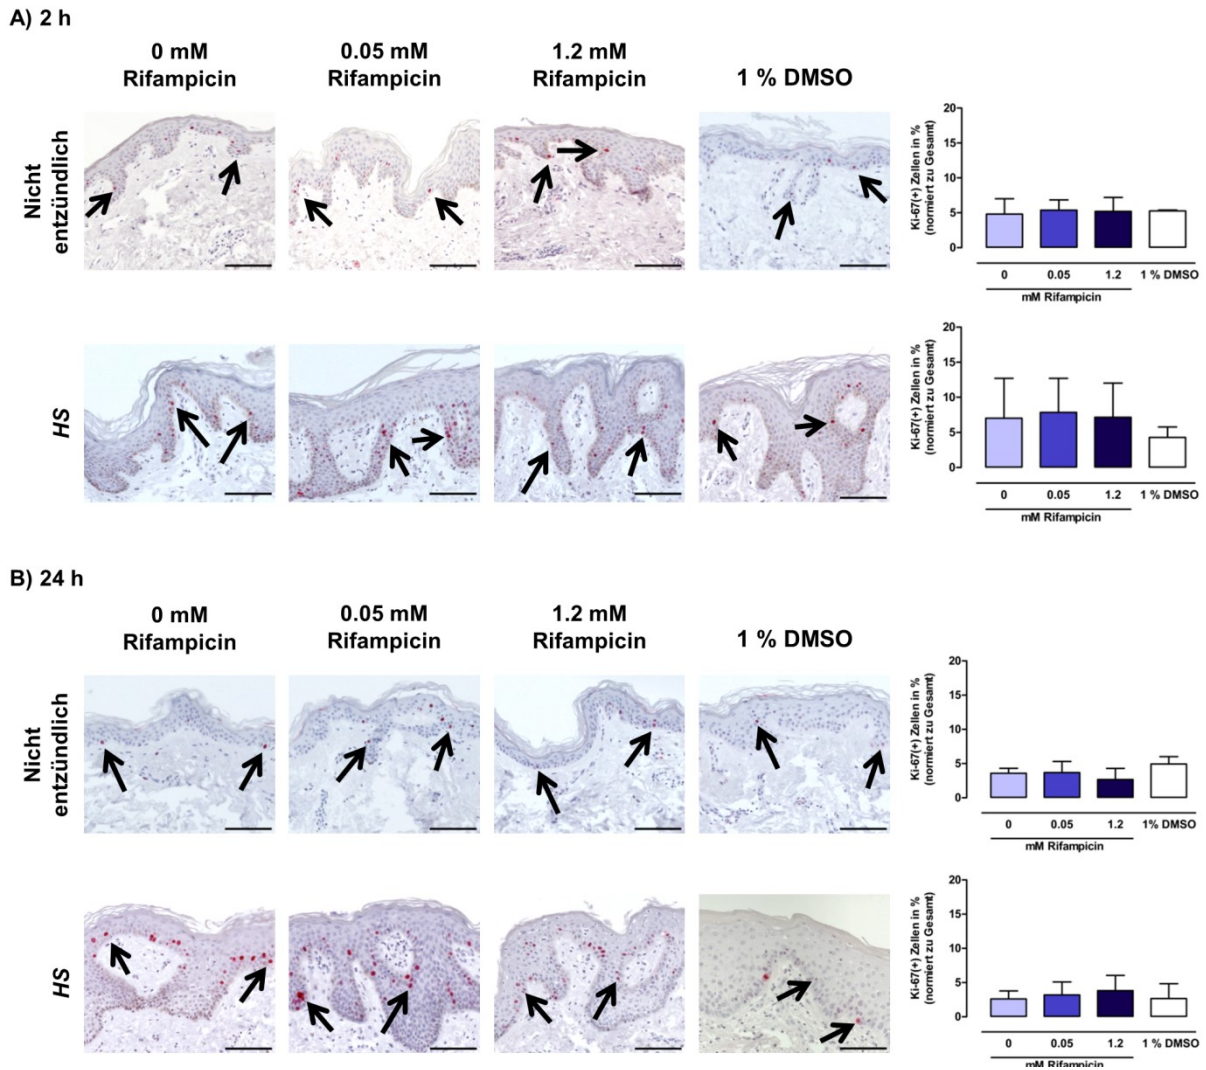 A) 2 h
0 mM
Rifampicin
0.05 mM
Rifampicin
1.2 mM
Rifampicin
1 % DMSO
Nicht
entzündlich
Ki-67(+) Zellen in %
(normiert zu Gesamt)
20
15
10
5
0
0
0.05
1.2
1 % DMSO
mM Rifampicin
HS
Ki-67(+) Zellen in %
(normiert zu Gesamt)
20
15
10
5
0
0
0.05
1.2
1 % DMSO
mM Rifampicin
B) 24 h
0 mM
Rifampicin
0.05 mM
Rifampicin
1.2 mM
Rifampicin
1 % DMSO
Nicht
entzündlich
Ki-67(+) Zellen in %
(normiert zu Gesamt)
20
15
10
5
0
0
0.05
1.2
1% DMSO
mM Rifampicin
HS
Ki-67(+) Zellen in %
(normiert zu Gesamt)
20
15
10
5
0
0
0.05
1.2
1% DMSO
mM Rifampicin